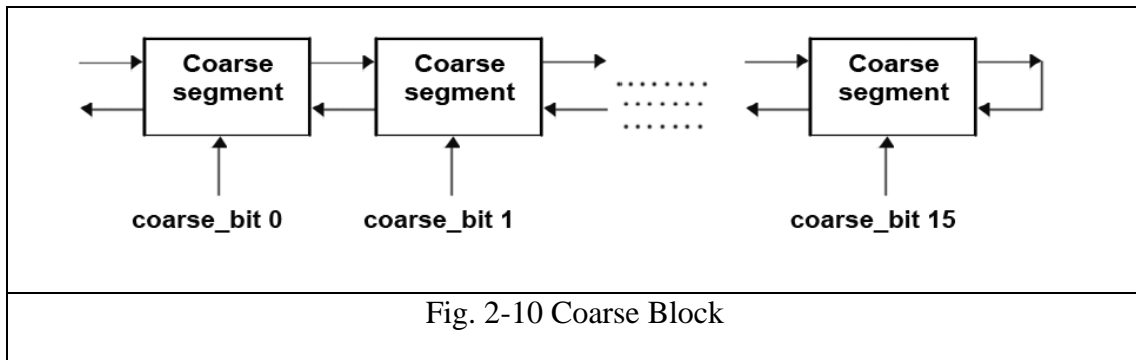 Coarse segment
Coarse segment
Coarse segment
coarse_bit 0
coarse_bit 1
coarse_bit 15
Fig. 2-10 Coarse Block